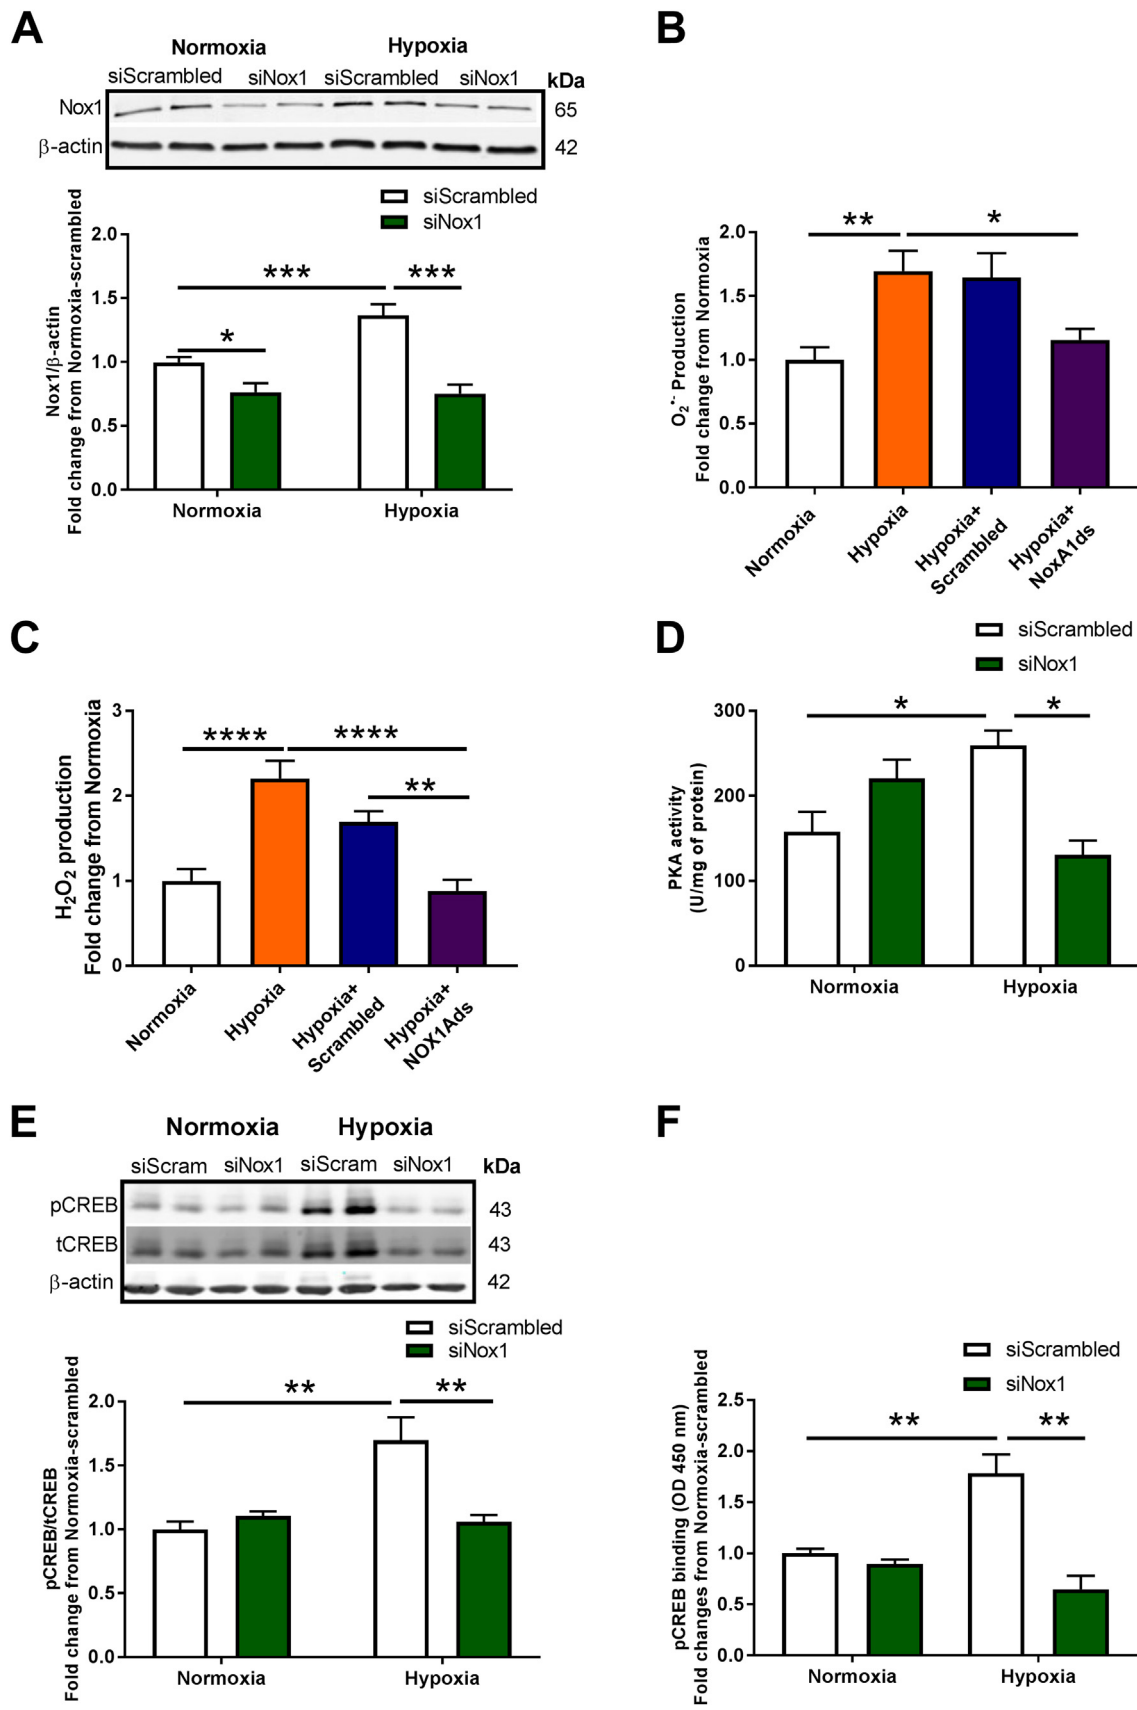 A
Normoxia Hypoxia
siScrambled siNox1 siScrambled siNox1 kDa
Nox1 65
β-actin 42
siScrambled
siNox1
Nox1/β-actin
Fold change from Normoxia-scrambled
2.0
1.5
1.0
0.5
0.0
*
***
***
Normoxia Hypoxia
B
O₂•- Production
Fold change from Normoxia
2.0
1.5
1.0
0.5
0.0
**
*
Normoxia
Hypoxia
Hypoxia+
Scrambled
Hypoxia+
NoxA1ds
C
H₂O₂ production
Fold change from Normoxia
3
2
1
0
****
****
**
Normoxia
Hypoxia
Hypoxia+
Scrambled
Hypoxia+
NOX1Ads
D
siScrambled
siNox1
PKA activity
(U/mg of protein)
300
200
100
0
*
*
Normoxia Hypoxia
E
Normoxia Hypoxia
siScram siNox1 siScram siNox1 kDa
pCREB 43
tCREB 43
β-actin 42
siScrambled
siNox1
pCREB/tCREB
Fold change from Normoxia-scrambled
2.0
1.5
1.0
0.5
0.0
**
**
Normoxia Hypoxia
F
siScrambled
siNox1
pCREB binding (OD 450 nm)
Fold changes from Normoxia-scrambled
2.5
2.0
1.5
1.0
0.5
0.0
**
**
Normoxia Hypoxia